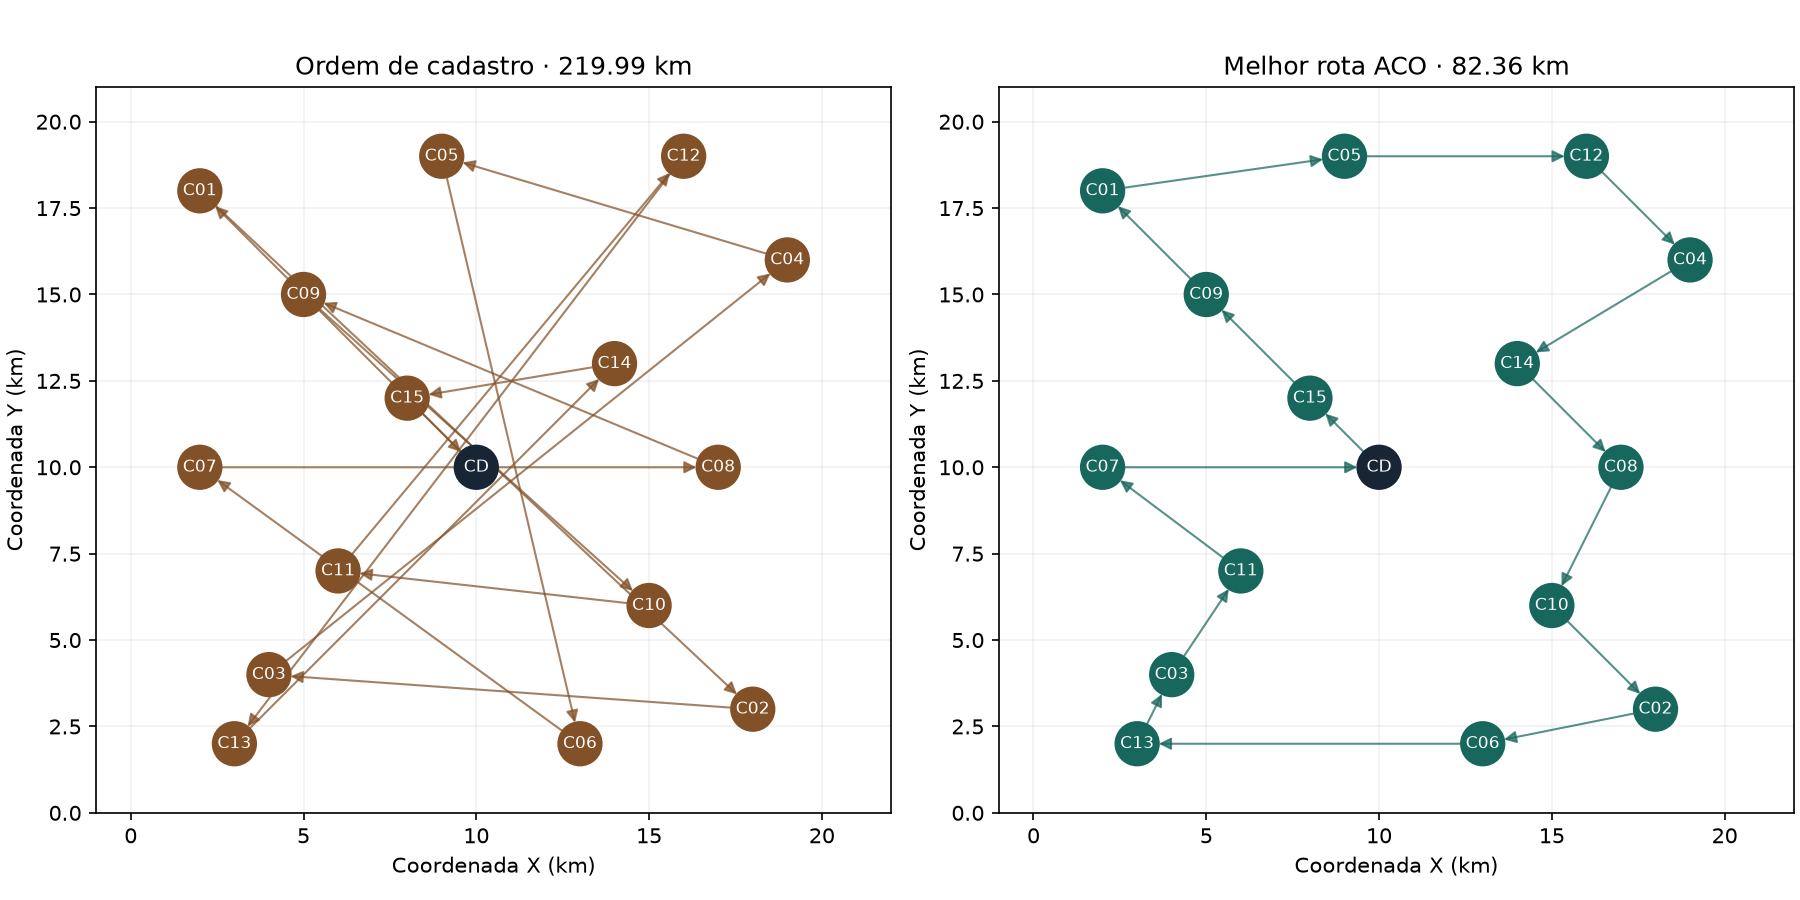 Ordem de cadastro · 219.99 km
20.0
17.5
15.0
12.5
10.0
7.5
5.0
2.5
0.0
Coordenada Y (km)
C05
C12
C01
C04
C09
C14
C15
C07
CD
C08
C11
C10
C03
C02
C13
C06
0
5
10
15
20
Coordenada X (km)
Melhor rota ACO · 82.36 km
20.0
17.5
15.0
12.5
10.0
7.5
5.0
2.5
0.0
Coordenada Y (km)
C05
C12
C01
C04
C09
C14
C15
C07
CD
C08
C11
C10
C03
C02
C13
C06
0
5
10
15
20
Coordenada X (km)